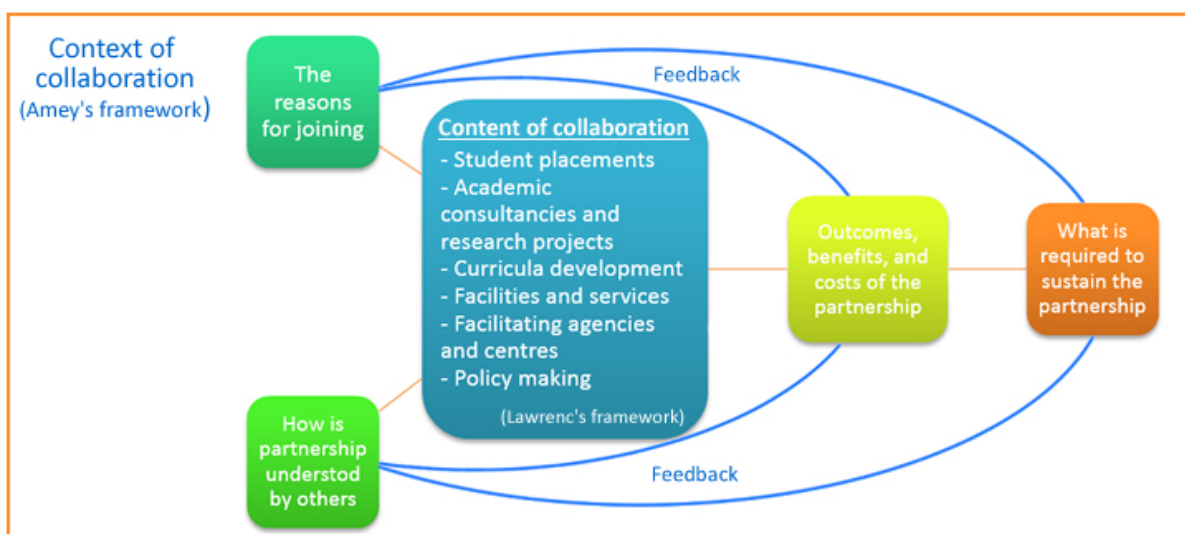 Context of
collaboration
(Amey's framework)
The
reasons
for joining
Feedback
Content of collaboration
- Student placements
- Academic
consultancies and
research projects
- Curricula development
- Facilities and services
- Facilitating agencies
and centres
- Policy making
(Lawrenc's framework)
Outcomes,
benefits, and
costs of the
partnership
What is
required to
sustain the
partnership
How is
partnership
understod
by others
Feedback